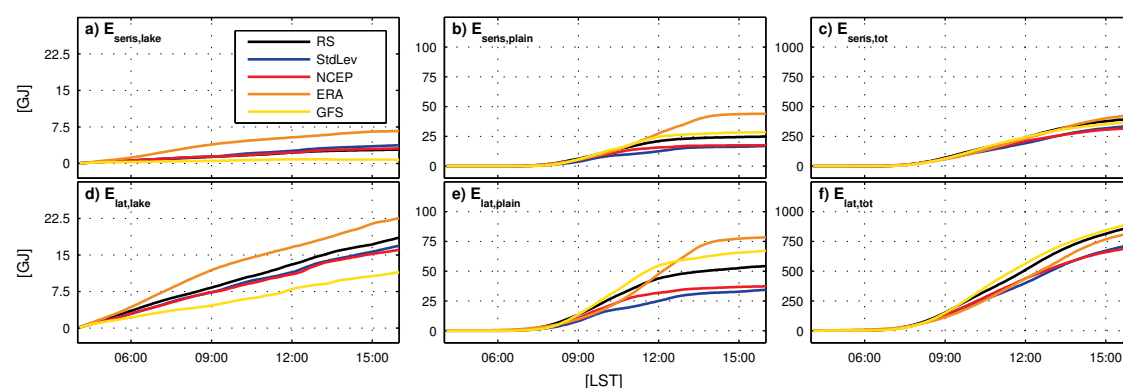 a) E_sens,lake
b) E_sens,plain
c) E_sens,tot
RS
StdLev
NCEP
ERA
GFS
[GJ]
22.5
15
7.5
0
100
75
50
25
0
1000
750
500
250
0
d) E_lat,lake
e) E_lat,plain
f) E_lat,tot
[GJ]
22.5
15
7.5
0
100
75
50
25
0
1000
750
500
250
0
06:00 09:00 12:00 15:00
06:00 09:00 12:00 15:00
06:00 09:00 12:00 15:00
[LST]